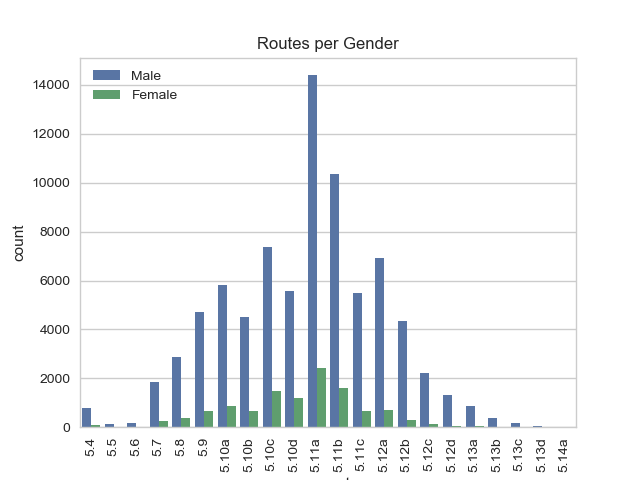 Routes per Gender
Male
Female
count
14000
12000
10000
8000
6000
4000
2000
0
5.4
5.5
5.6
5.7
5.8
5.9
5.10a
5.10b
5.10c
5.10d
5.11a
5.11b
5.11c
5.12a
5.12b
5.12c
5.12d
5.13a
5.13b
5.13c
5.13d
5.14a